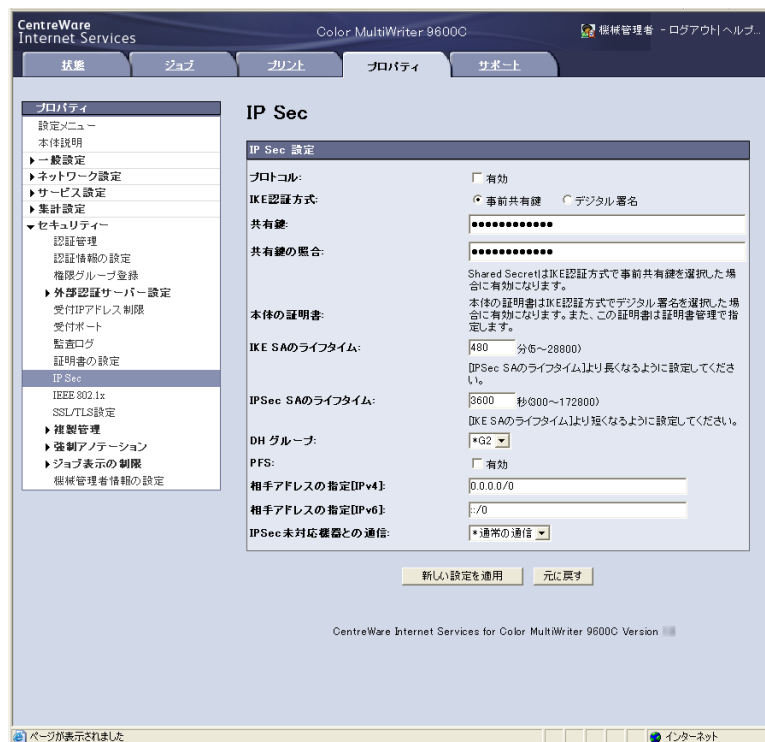 CentreWare
Internet Services
Color MultiWriter 9600C
機械管理者 - ログアウト| ヘルプ...
状態
ジョブ
プリント
プロパティ
サポート
プロパティ
設定メニュー
本体説明
一般設定
ネットワーク設定
サービス設定
集計設定
セキュリティー
認証管理
認証情報の設定
権限グループ登録
外部認証サーバー設定
受付IPアドレス制限
受付ポート
監査ログ
証明書の設定
IP Sec
IEEE 802.1x
SSL/TLS設定
複製管理
強制アノテーション
ジョブ表示の制限
機械管理者情報の設定
IP Sec
IP Sec 設定
プロトコル:
有効
IKE認証方式:
事前共有鍵
デジタル署名
共有鍵:
●●●●●●●●●●●●
共有鍵の照合:
●●●●●●●●●●●●
Shared SecretはIKE認証方式で事前共有鍵を選択した場
合に有効になります。
本体の証明書:
本体の証明書はIKE認証方式でデジタル署名を選択した場
合に有効になります。また、この証明書は証明書管理で指
定します。
IKE SAのライフタイム:
480 分(5～28800)
[IPSec SAのライフタイム]より長くなるように設定してくださ
い。
IPSec SAのライフタイム:
3600 秒(300～172800)
[IKE SAのライフタイム]より短くなるように設定してください。
DH グループ:
*G2
PFS:
有効
相手アドレスの指定[IPv4]:
0.0.0.0/0
相手アドレスの指定[IPv6]:
::/0
IPSec未対応機器との通信:
*通常の通信
新しい設定を適用
元に戻す
CentreWare Internet Services for Color MultiWriter 9600C Version
ページが表示されました
インターネット